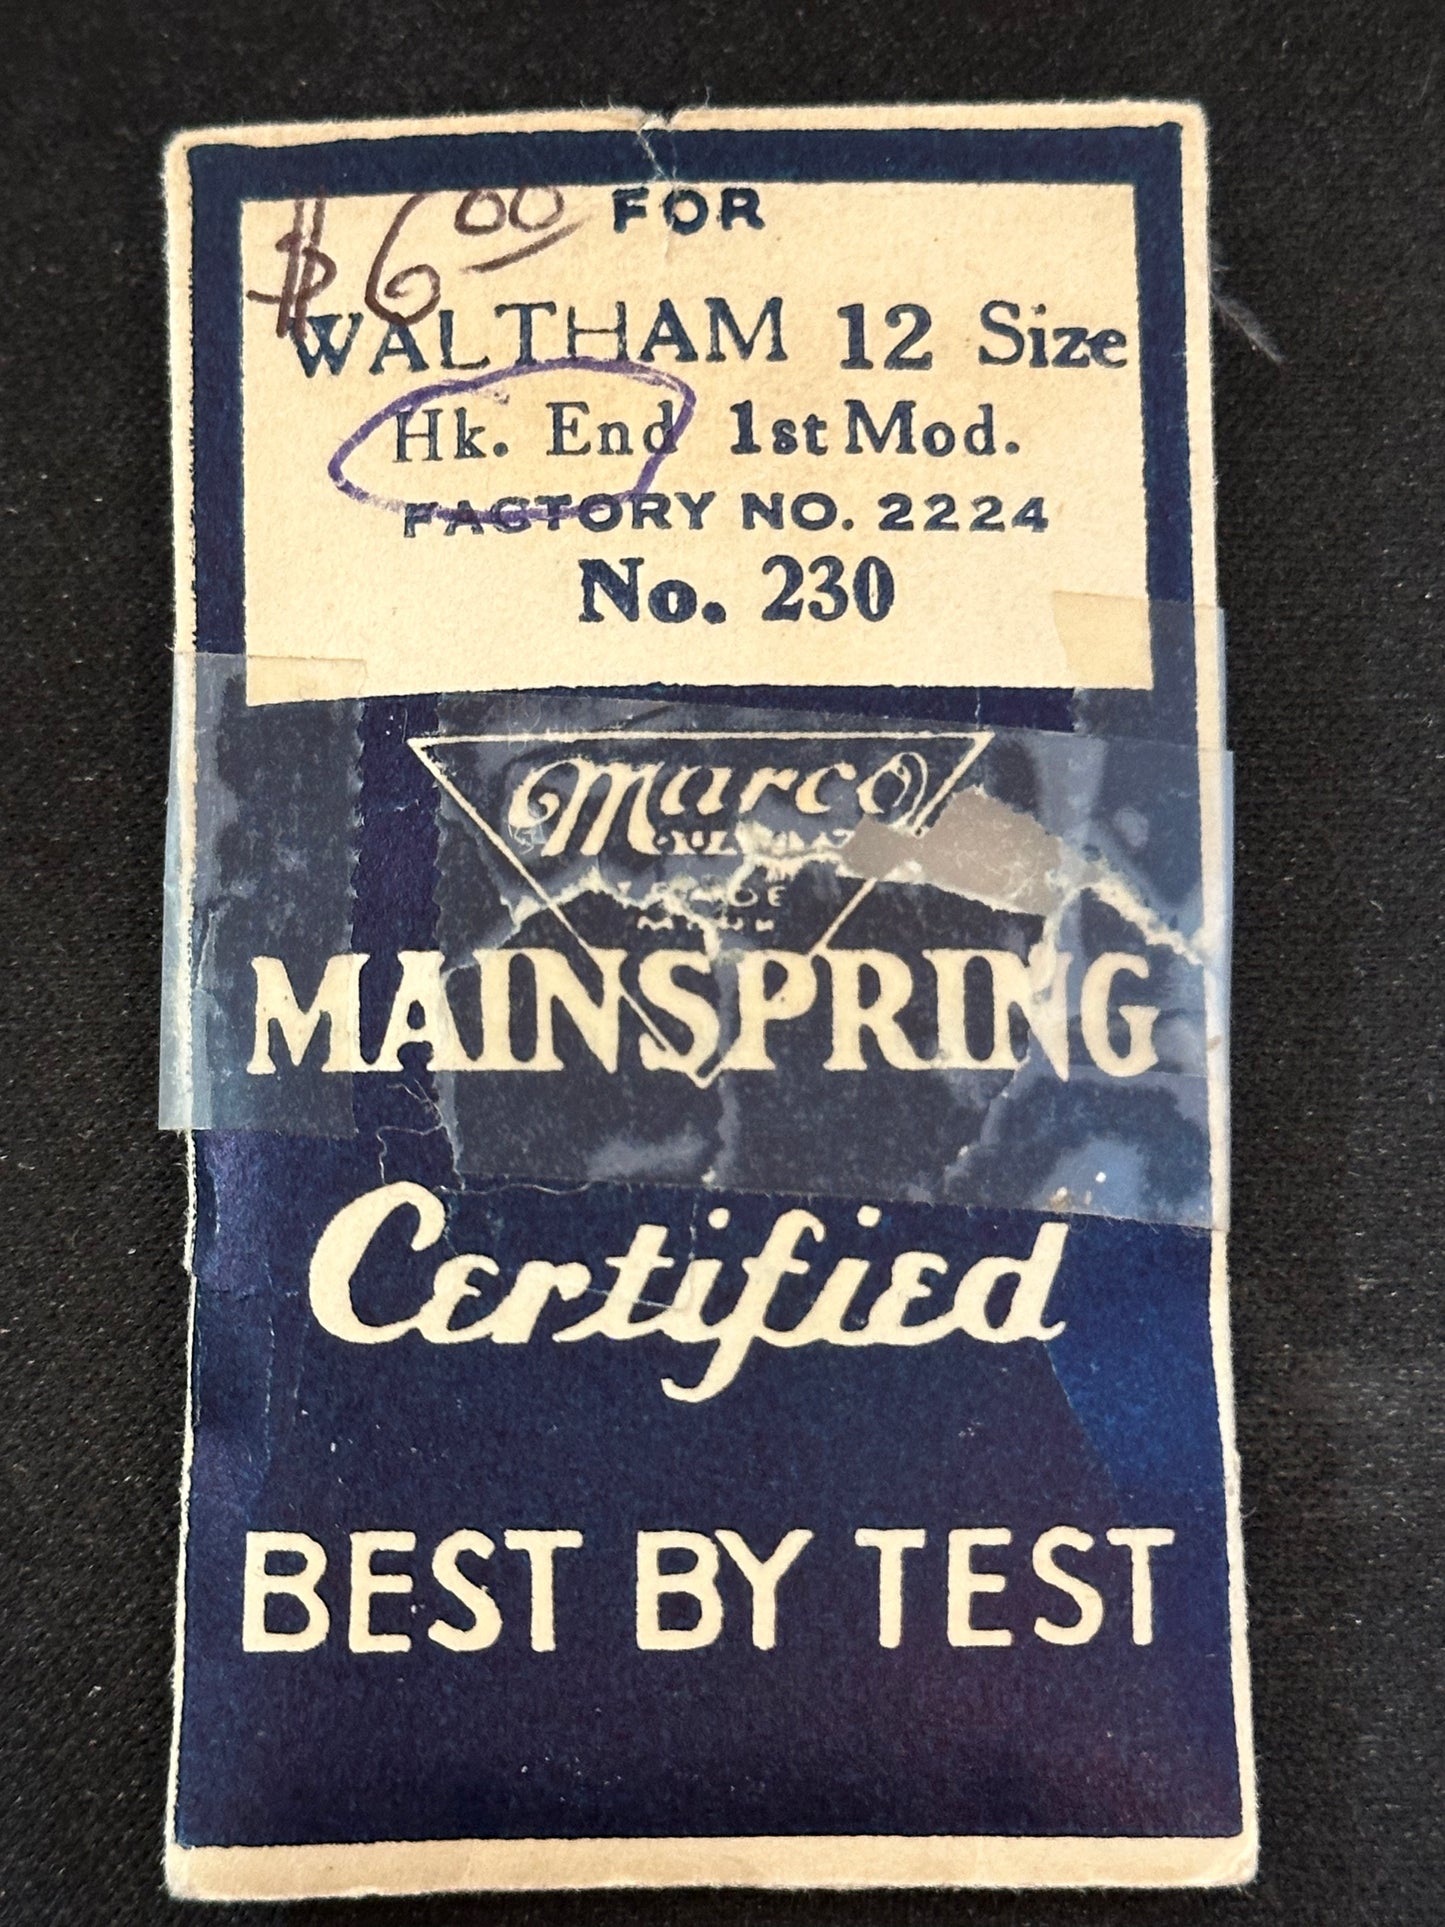 $6.00
FOR
WALTHAM 12 Size
Hk. End 1st Mod.
FACTORY NO. 2224
No. 230
Marco
MAINSPRING
Certified
BEST BY TEST